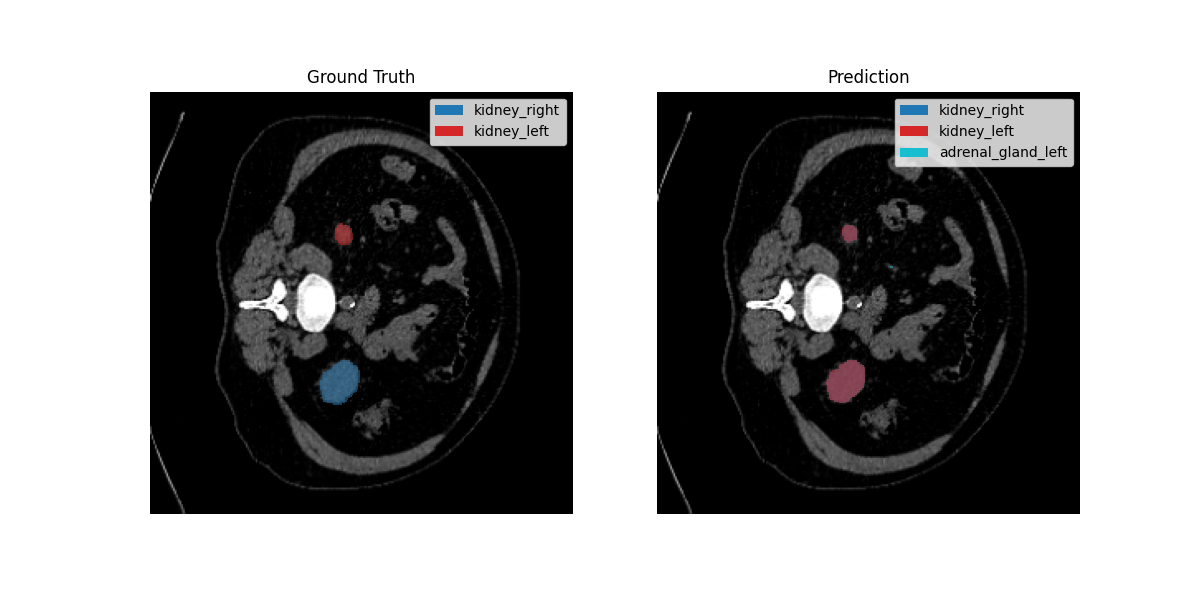 Ground Truth
kidney_right
kidney_left
Prediction
kidney_right
kidney_left
adrenal_gland_left